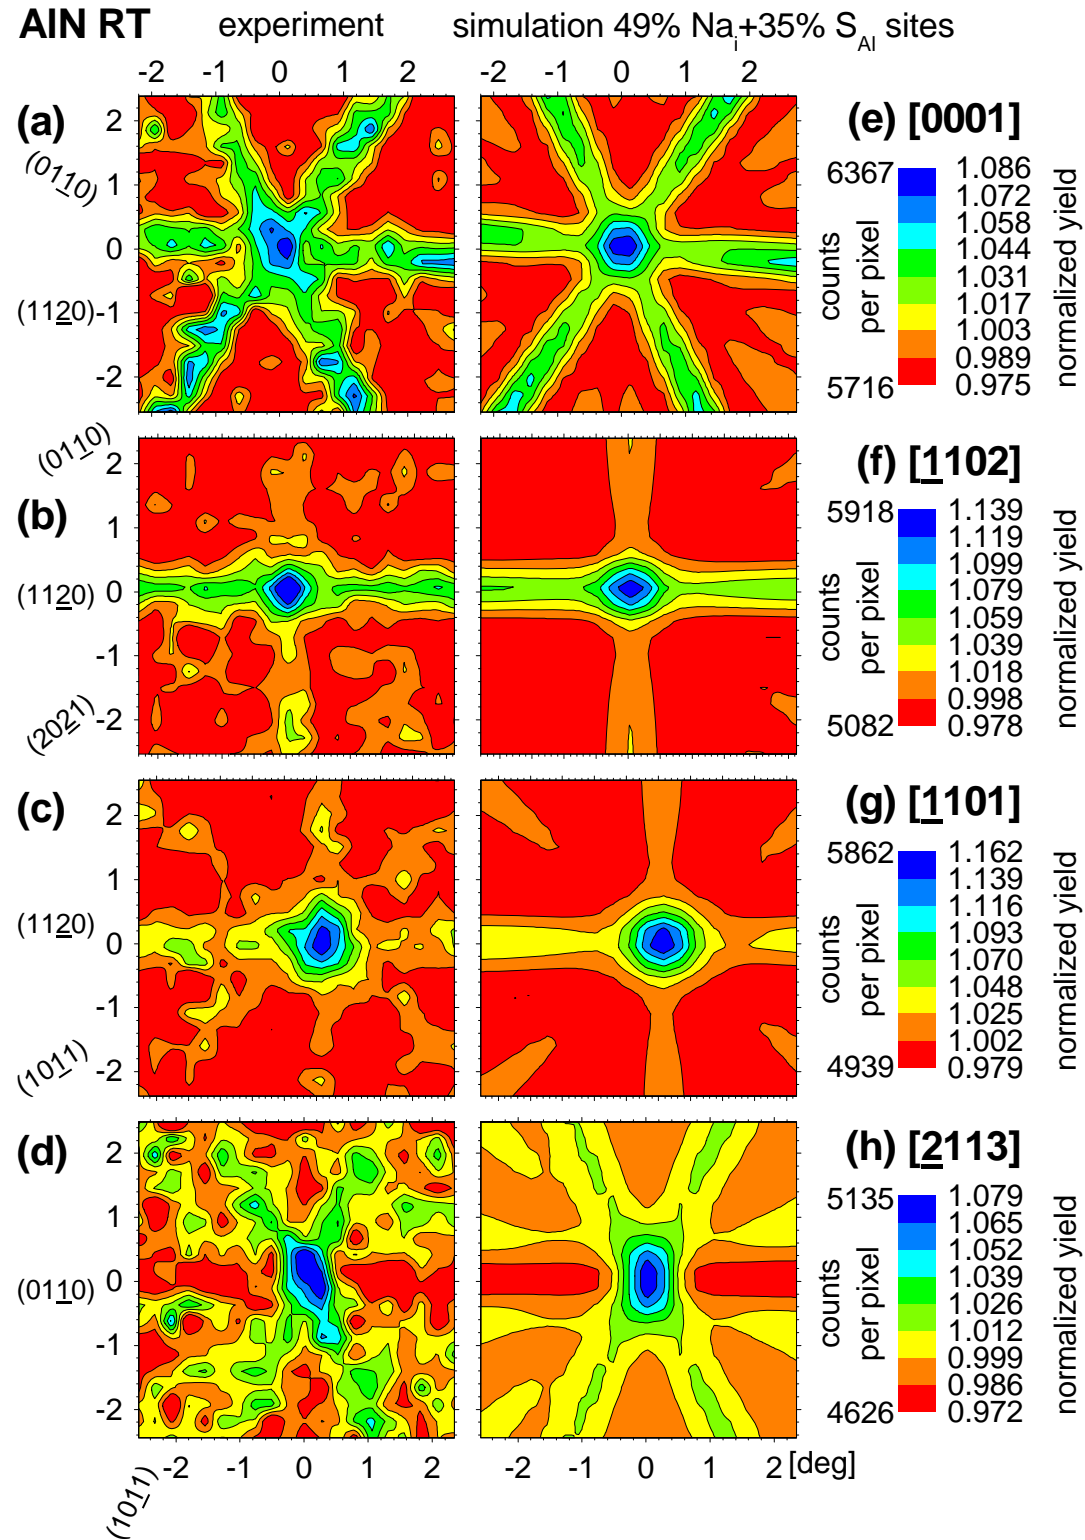 AlN RT experiment simulation 49% Na_i+35% S_Al sites
-2 -1 0 1 2 -2 -1 0 1 2
(a) 2 1 0 -1 -2
(011̲0)
(112̲0)
(e) [0001]
6367 5716
counts per pixel
1.086
1.072
1.058
1.044
1.031
1.017
1.003
0.989
0.975
normalized yield
(011̲0)
(b) 2 1 0 -1 -2
(112̲0)
(202̲1)
(f) [1̲102]
5918 5082
counts per pixel
1.139
1.119
1.099
1.079
1.059
1.039
1.018
0.998
0.978
normalized yield
(c) 2 1 0 -1 -2
(112̲0)
(101̲1)
(g) [1̲101]
5862 4939
counts per pixel
1.162
1.139
1.116
1.093
1.070
1.048
1.025
1.002
0.979
normalized yield
(d) 2 1 0 -1 -2
(011̲0)
(101̲1)
(h) [2̲113]
5135 4626
counts per pixel
1.079
1.065
1.052
1.039
1.026
1.012
0.999
0.986
0.972
normalized yield
-2 -1 0 1 2 -2 -1 0 1 2 [deg]